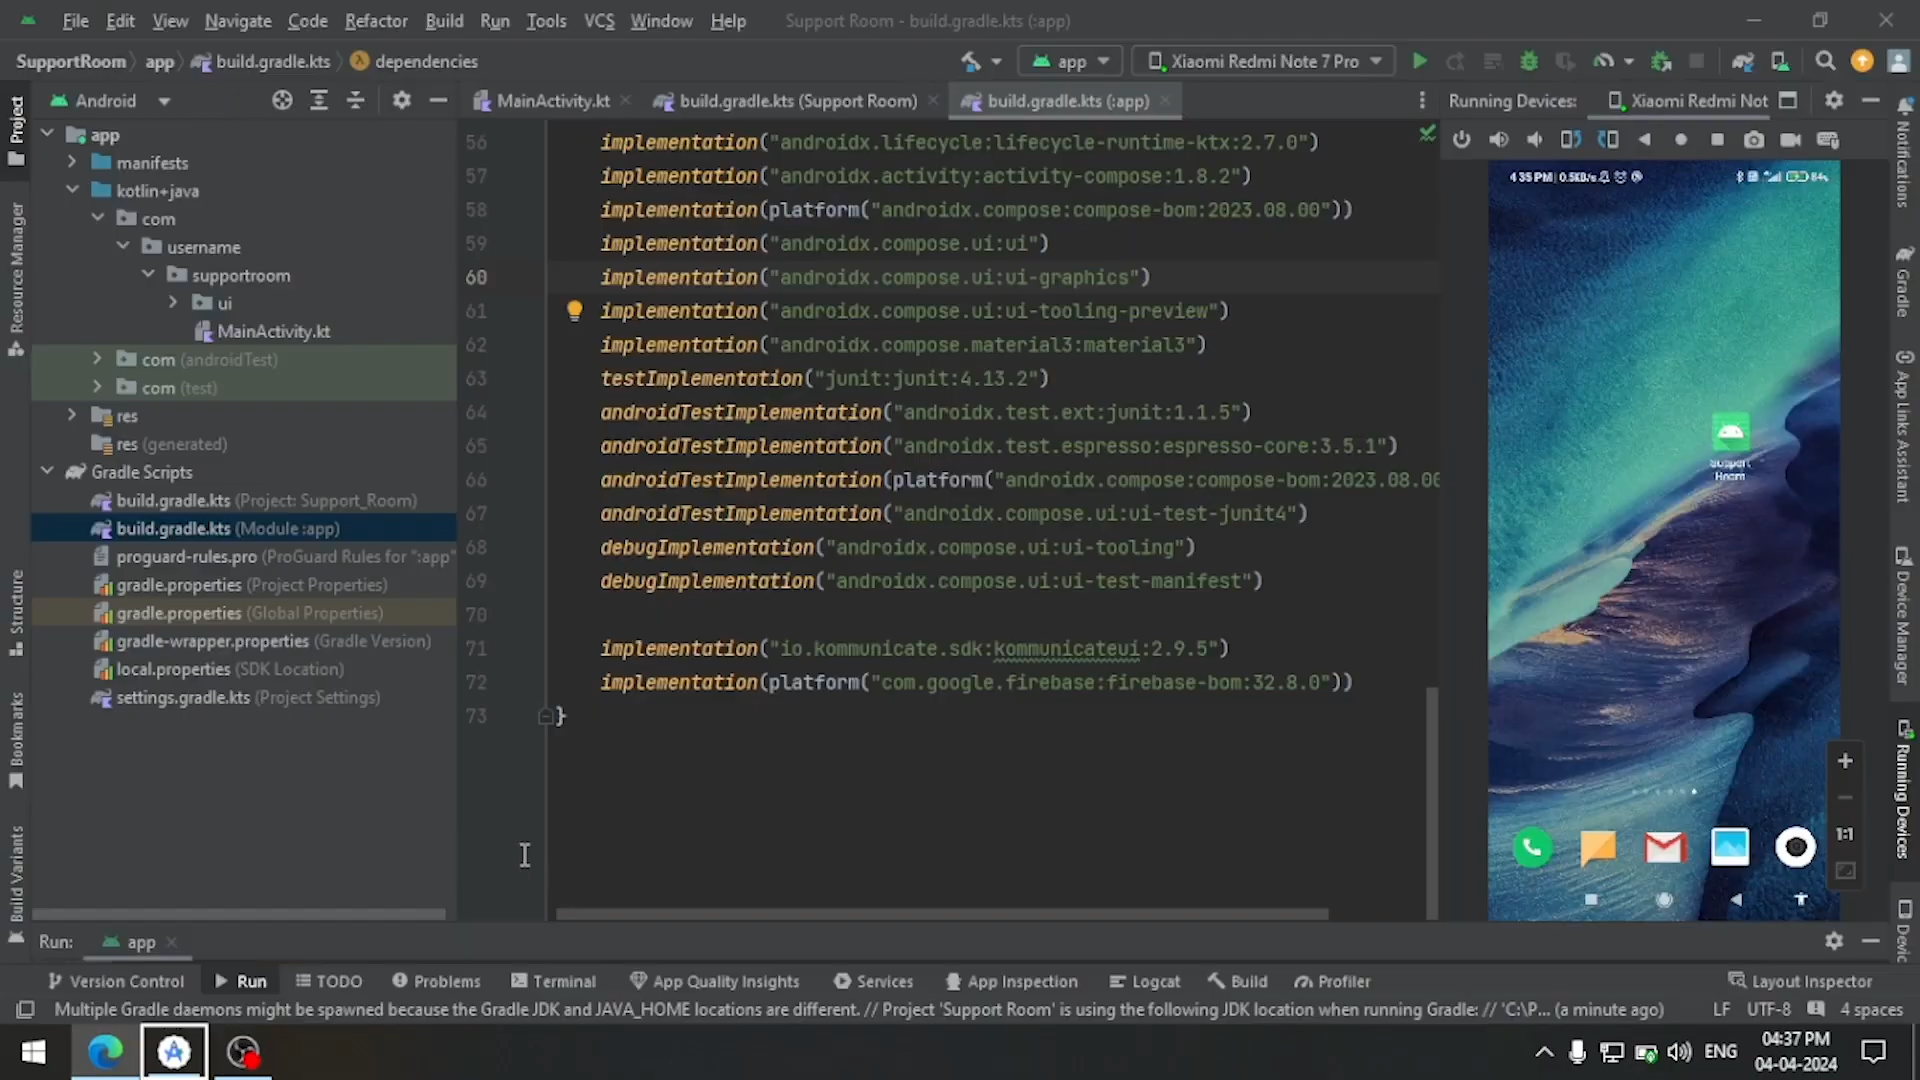 File Edit View Navigate Code Refactor Build Run Tools VCS Window Help Support Room - build.gradle.kts (:app)
SupportRoom app build.gradle.kts dependencies app Xiaomi Redmi Note 7 Pro
Android MainActivity.kt build.gradle.kts (Support Room) build.gradle.kts (:app) Running Devices: Xiaomi Redmi Not
Project
Resource Manager
Structure
Bookmarks
Build Variants
app
manifests
kotlin+java
com
username
supportroom
ui
MainActivity.kt
com (androidTest)
com (test)
res
res (generated)
Gradle Scripts
build.gradle.kts (Project: Support_Room)
build.gradle.kts (Module :app)
proguard-rules.pro (ProGuard Rules for ":app"
gradle.properties (Project Properties)
gradle.properties (Global Properties)
gradle-wrapper.properties (Gradle Version)
local.properties (SDK Location)
settings.gradle.kts (Project Settings)
56 implementation("androidx.lifecycle:lifecycle-runtime-ktx:2.7.0")
57 implementation("androidx.activity:activity-compose:1.8.2")
58 implementation(platform("androidx.compose:compose-bom:2023.08.00"))
59 implementation("androidx.compose.ui:ui")
60 implementation("androidx.compose.ui:ui-graphics")
61 implementation("androidx.compose.ui:ui-tooling-preview")
62 implementation("androidx.compose.material3:material3")
63 testImplementation("junit:junit:4.13.2")
64 androidTestImplementation("androidx.test.ext:junit:1.1.5")
65 androidTestImplementation("androidx.test.espresso:espresso-core:3.5.1")
66 androidTestImplementation(platform("androidx.compose:compose-bom:2023.08.00
67 androidTestImplementation("androidx.compose.ui:ui-test-junit4")
68 debugImplementation("androidx.compose.ui:ui-tooling")
69 debugImplementation("androidx.compose.ui:ui-test-manifest")
70
71 implementation("io.kommunicate.sdk:kommunicateui:2.9.5")
72 implementation(platform("com.google.firebase:firebase-bom:32.8.0"))
73 }
4 35 PM | 0.5KB/s 84%
Support
Room
1:1
Notifications
Gradle
App Links Assistant
Device Manager
Running Devices
Run: app
Version Control Run TODO Problems Terminal App Quality Insights Services App Inspection Logcat Build Profiler Layout Inspector
Multiple Gradle daemons might be spawned because the Gradle JDK and JAVA_HOME locations are different. // Project 'Support Room' is using the following JDK location when running Gradle: // 'C:\P... (a minute ago) LF UTF-8 4 spaces
ENG 04:37 PM
04-04-2024